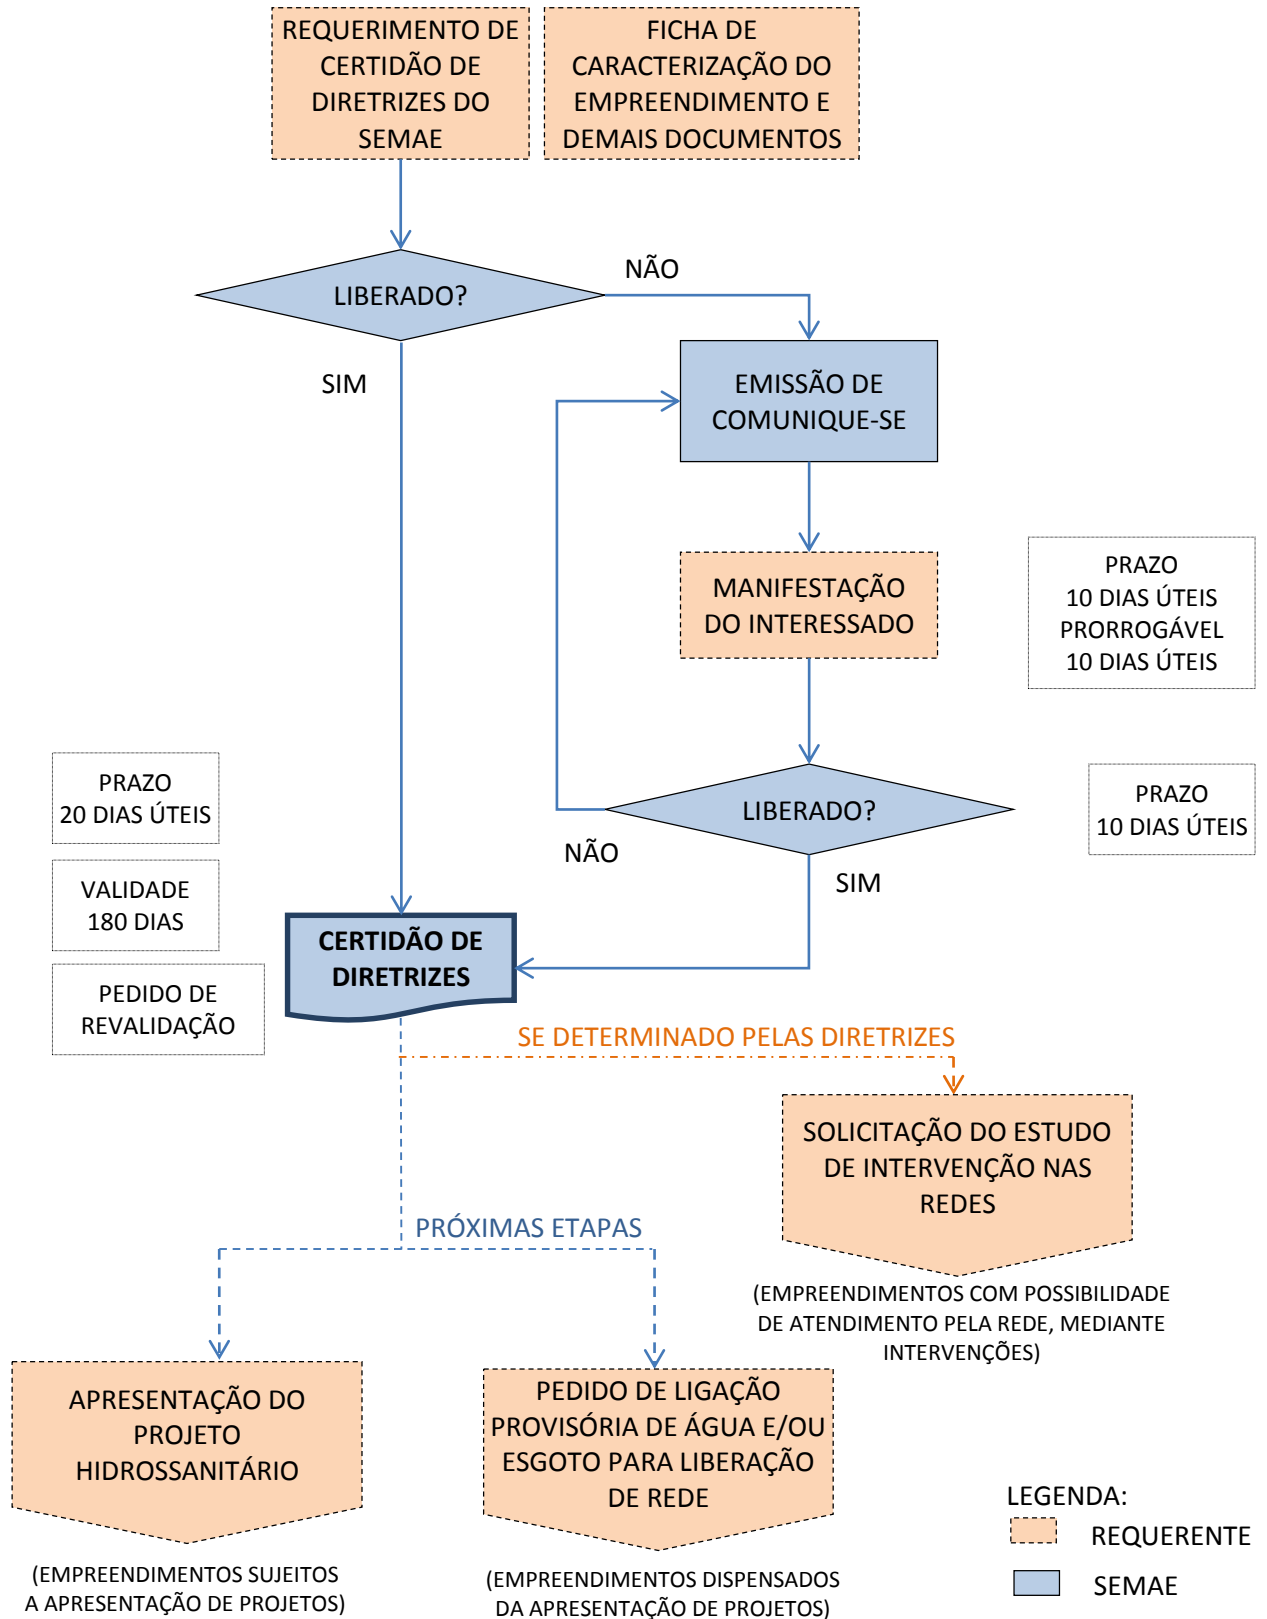 REQUERIMENTO DE
CERTIDÃO DE
DIRETRIZES DO
SEMAE
FICHA DE
CARACTERIZAÇÃO DO
EMPREENDIMENTO E
DEMAIS DOCUMENTOS
LIBERADO?
NÃO
SIM
EMISSÃO DE
COMUNIQUE-SE
MANIFESTAÇÃO
DO INTERESSADO
PRAZO
10 DIAS ÚTEIS
PRORROGÁVEL
10 DIAS ÚTEIS
LIBERADO?
NÃO
SIM
PRAZO
10 DIAS ÚTEIS
PRAZO
20 DIAS ÚTEIS
VALIDADE
180 DIAS
PEDIDO DE
REVALIDAÇÃO
CERTIDÃO DE
DIRETRIZES
SE DETERMINADO PELAS DIRETRIZES
SOLICITAÇÃO DO ESTUDO
DE INTERVENÇÃO NAS
REDES
(EMPREENDIMENTOS COM POSSIBILIDADE
DE ATENDIMENTO PELA REDE, MEDIANTE
INTERVENÇÕES)
PRÓXIMAS ETAPAS
APRESENTAÇÃO DO
PROJETO
HIDROSSANITÁRIO
(EMPREENDIMENTOS SUJEITOS
A APRESENTAÇÃO DE PROJETOS)
PEDIDO DE LIGAÇÃO
PROVISÓRIA DE ÁGUA E/OU
ESGOTO PARA LIBERAÇÃO
DE REDE
(EMPREENDIMENTOS DISPENSADOS
DA APRESENTAÇÃO DE PROJETOS)
LEGENDA:
REQUERENTE
SEMAE